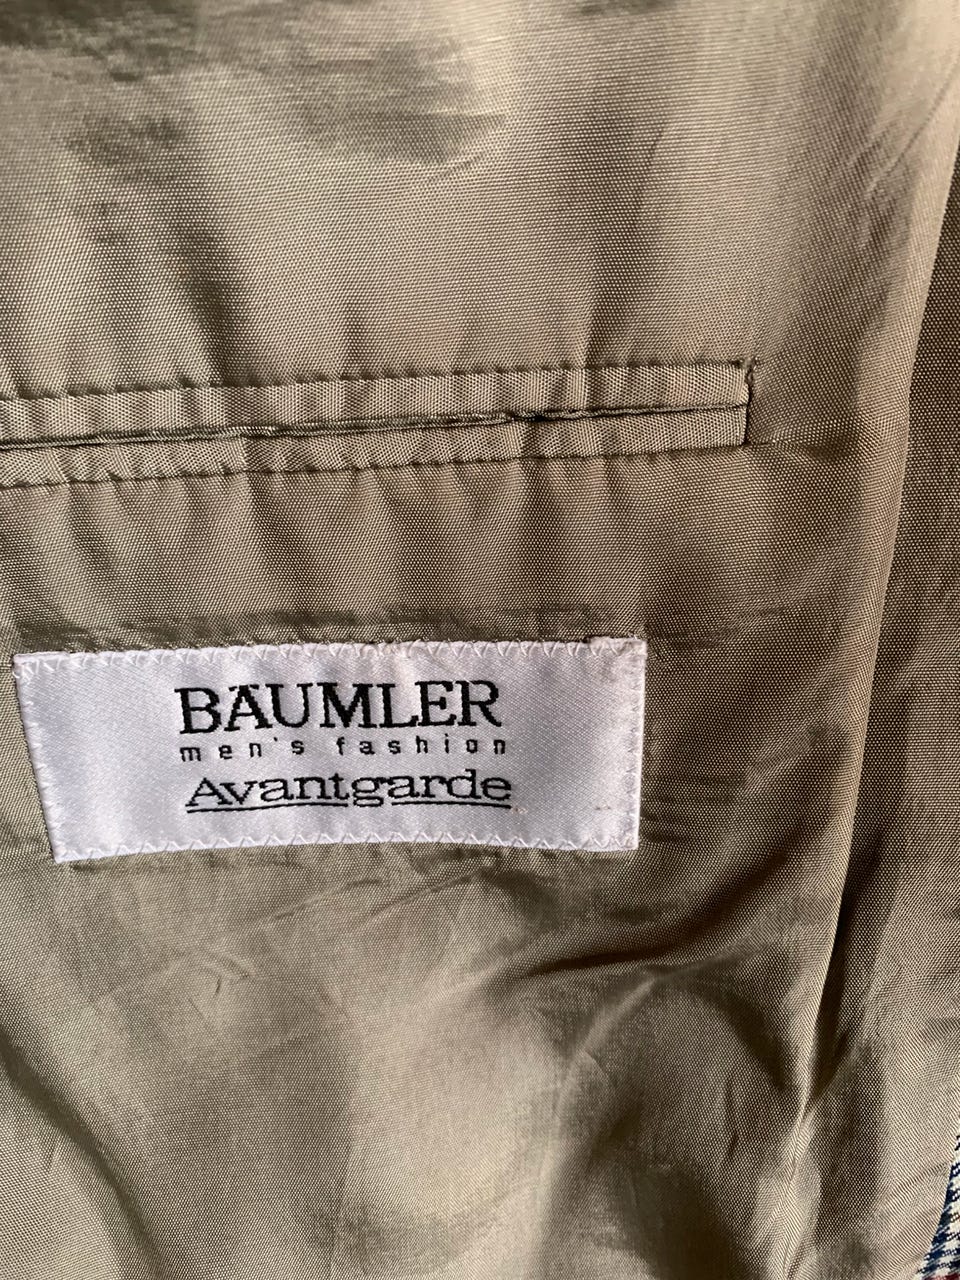 BÄUMLER
men's fashion
Avantgarde